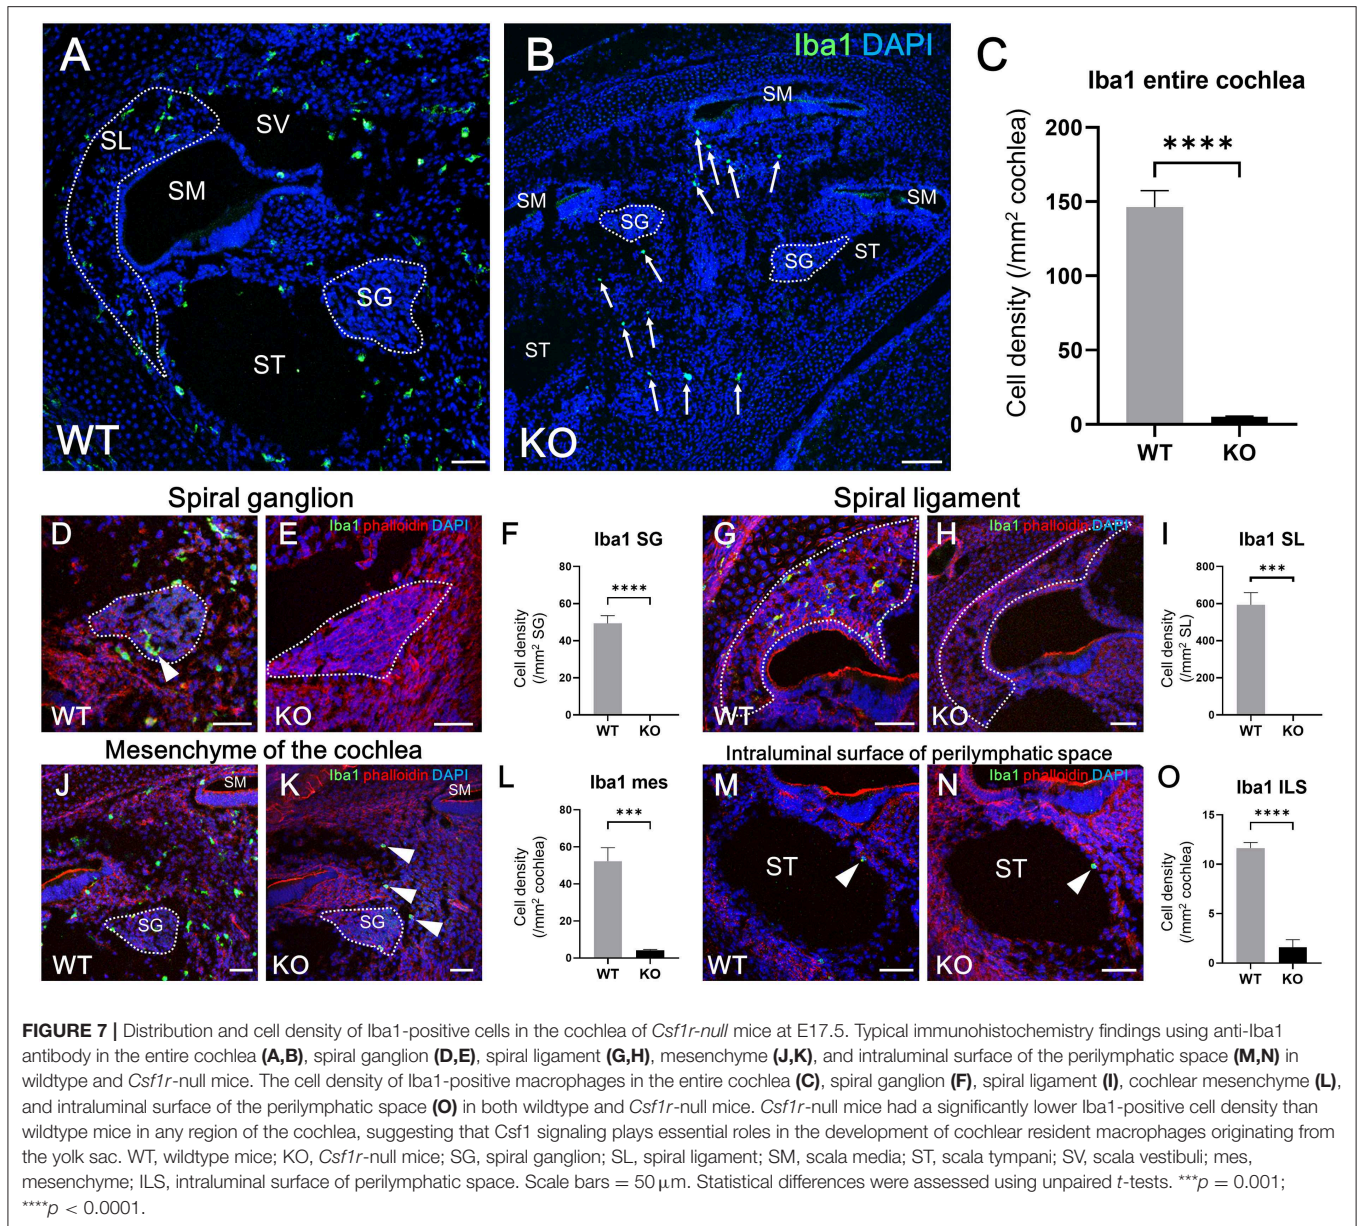 A
SL
SV
SM
SG
ST
WT
B
Iba1 DAPI
SM
SM
SM
SG
SG
ST
ST
KO
C
Iba1 entire cochlea
Cell density (/mm² cochlea)
200
150
100
50
0
****
WT
KO
Spiral ganglion
D
WT
E
Iba1 phalloidin DAPI
KO
F
Iba1 SG
Cell density
(/mm² SG)
80
60
40
20
0
****
WT
KO
Spiral ligament
G
WT
H
Iba1 phalloidin DAPI
KO
I
Iba1 SL
Cell density
(/mm² SL)
800
600
400
200
0
***
WT
KO
Mesenchyme of the cochlea
J
SM
SG
WT
K
Iba1 phalloidin DAPI
SM
SG
KO
L
Iba1 mes
Cell density
(/mm² cochlea)
80
60
40
20
0
***
WT
KO
Intraluminal surface of perilymphatic space
M
ST
WT
N
Iba1 phalloidin DAPI
ST
KO
O
Iba1 ILS
Cell density
(/mm² cochlea)
15
10
5
0
****
WT
KO
FIGURE 7 | Distribution and cell density of Iba1-positive cells in the cochlea of Csf1r-null mice at E17.5. Typical immunohistochemistry findings using anti-Iba1
antibody in the entire cochlea (A,B), spiral ganglion (D,E), spiral ligament (G,H), mesenchyme (J,K), and intraluminal surface of the perilymphatic space (M,N) in
wildtype and Csf1r-null mice. The cell density of Iba1-positive macrophages in the entire cochlea (C), spiral ganglion (F), spiral ligament (I), cochlear mesenchyme (L),
and intraluminal surface of the perilymphatic space (O) in both wildtype and Csf1r-null mice. Csf1r-null mice had a significantly lower Iba1-positive cell density than
wildtype mice in any region of the cochlea, suggesting that Csf1 signaling plays essential roles in the development of cochlear resident macrophages originating from
the yolk sac. WT, wildtype mice; KO, Csf1r-null mice; SG, spiral ganglion; SL, spiral ligament; SM, scala media; ST, scala tympani; SV, scala vestibuli; mes,
mesenchyme; ILS, intraluminal surface of perilymphatic space. Scale bars = 50 μm. Statistical differences were assessed using unpaired t-tests. ***p = 0.001;
****p < 0.0001.